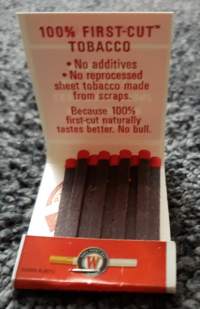 100% FIRST-CUT™
TOBACCO
• No additives
• No reprocessed
sheet tobacco made
from scraps.
Because 100%
first-cut naturally
tastes better. No bull.
W